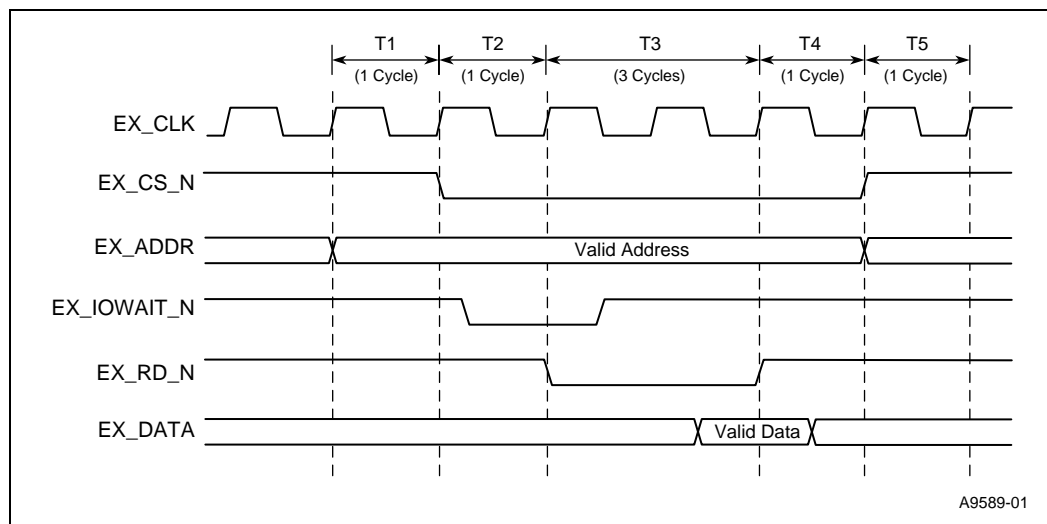 T1 T2 T3 T4 T5
(1 Cycle) (1 Cycle) (3 Cycles) (1 Cycle) (1 Cycle)
EX_CLK
EX_CS_N
EX_ADDR Valid Address
EX_IOWAIT_N
EX_RD_N
EX_DATA Valid Data
A9589-01